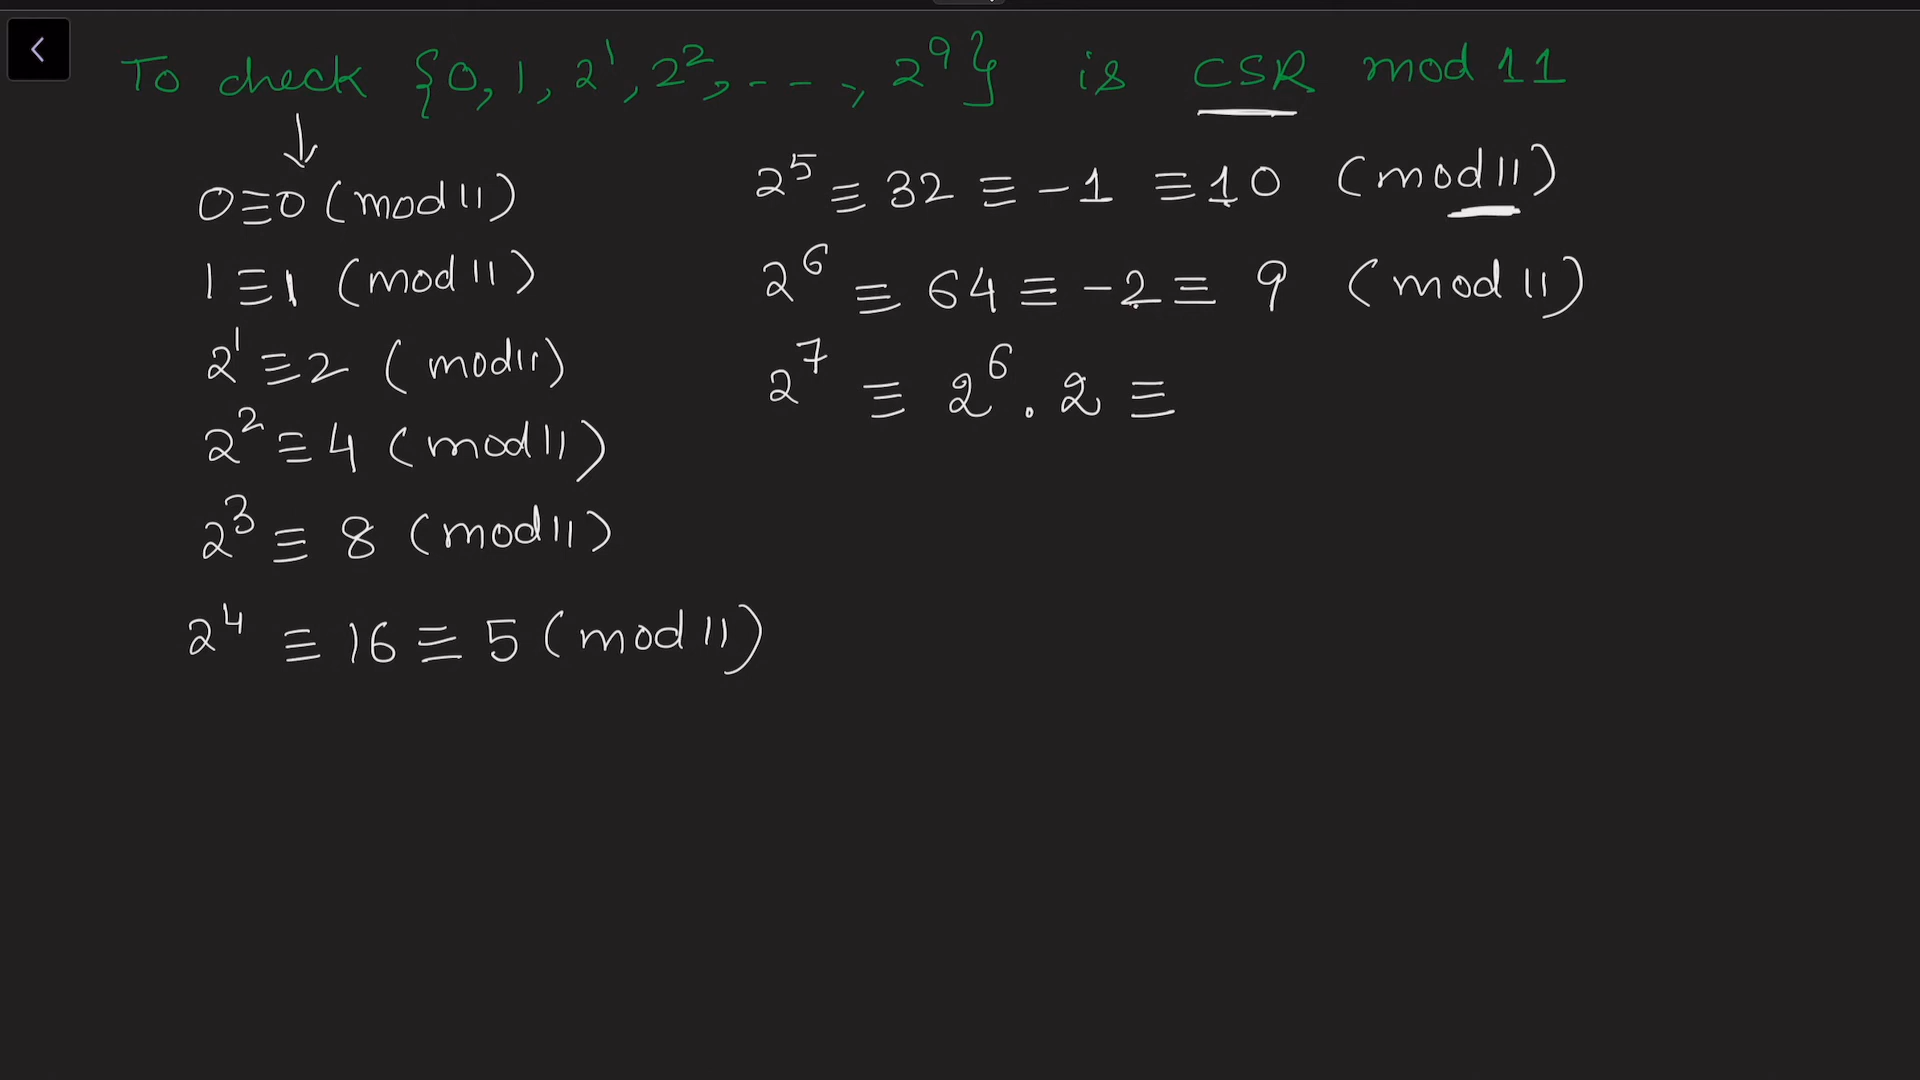 To check {0, 1, 2¹, 2², - - -, 2⁹} is CSR mod 11
0≡0 (mod 11)
1≡1 (mod 11)
2¹≡2 (mod 11)
2²≡4 (mod 11)
2³≡ 8 (mod 11)
2⁴ ≡ 16 ≡ 5 (mod 11)
2⁵ ≡ 32 ≡ -1 ≡ 10 (mod 11)
2⁶ ≡ 64 ≡ -2 ≡ 9 (mod 11)
2⁷ ≡ 2⁶ . 2 ≡